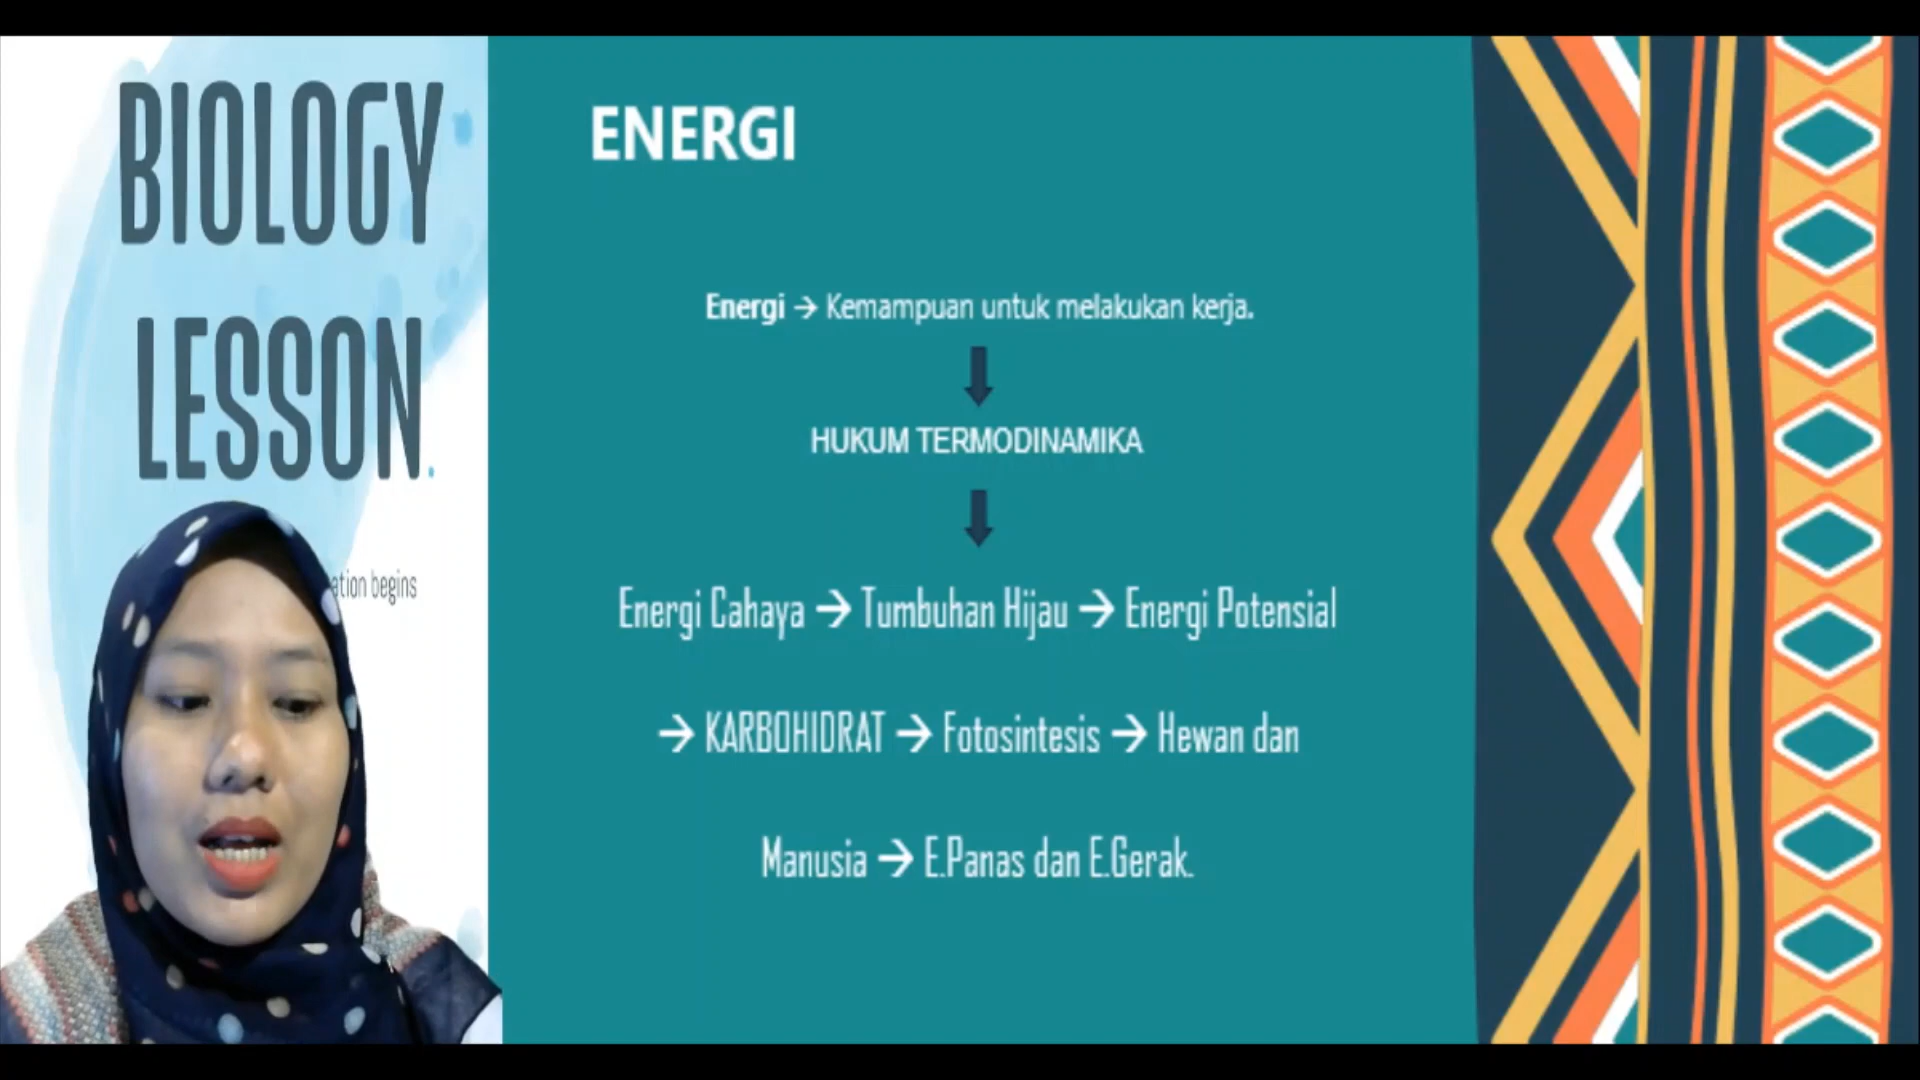 BIOLOGY
LESSON.
ation begins
ENERGI
Energi → Kemampuan untuk melakukan kerja.
HUKUM TERMODINAMIKA
Energi Cahaya → Tumbuhan Hijau → Energi Potensial
→ KARBOHIDRAT → Fotosintesis → Hewan dan
Manusia → E.Panas dan E.Gerak.